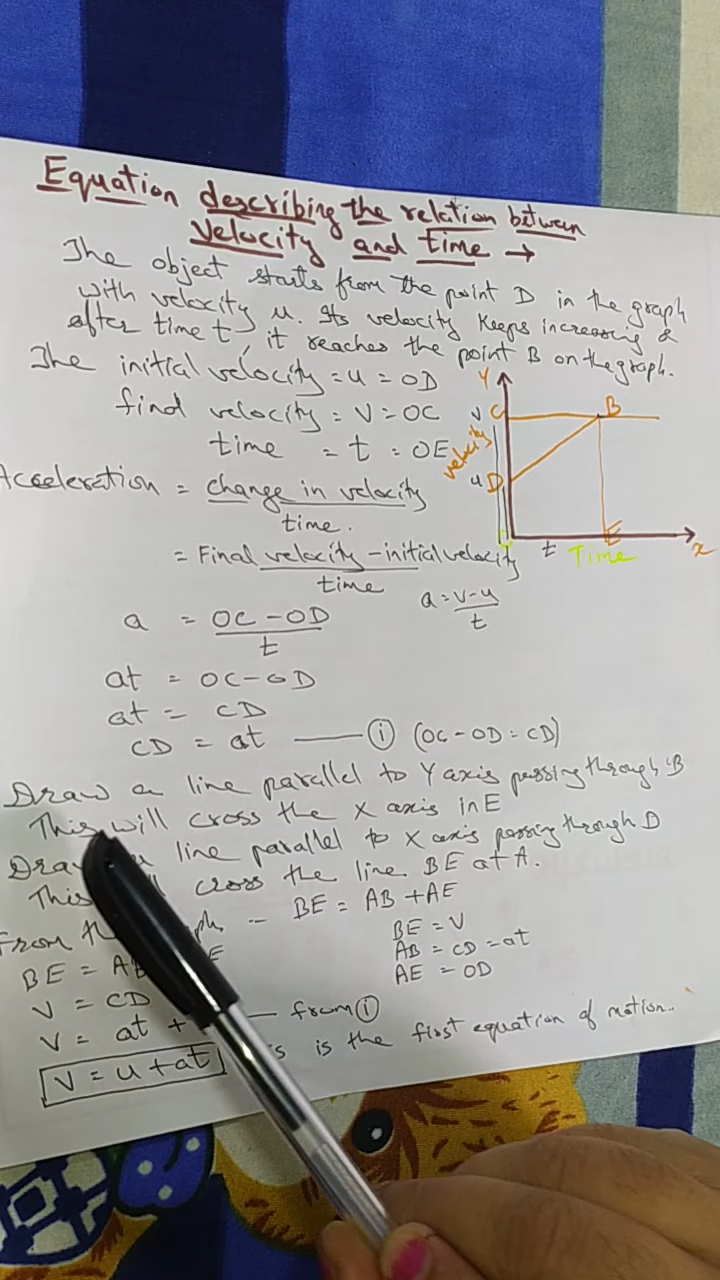 Equation describing the relation between
Velocity and time →
The object starts from the point D in the graph
with velocity u. Its velocity keeps increasing &
after time t, it reaches the point B on the graph.
The initial velocity = u = OD
find velocity = V = OC
time = t = OE
Acceleration = change in velocity
time.
= Final velocity - initial velocity
time
a = v-u
t
a = OC - OD
t
at = OC - OD
at = CD
CD = at —— (i) (OC - OD = CD)
Y
v C B
velocity
u D
E
t Time x
Draw a line parallel to Y axis passing through 'B
This will cross the X axis in E
line parallel to X axis passing through D
This cross the line BE at A.
From - BE = AB + AE
BE = V
AB = CD = at
AE = OD
BE =
V = CD
V = at + — from (i)
V = u + at is the first equation of motion..